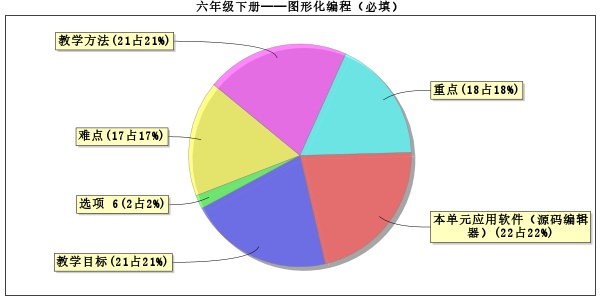 六年级下册——图形化编程（必填）
教学方法(21占21%)
重点(18占18%)
难点(17占17%)
选项 6(2占2%)
本单元应用软件（源码编辑
器）(22占22%)
教学目标(21占21%)